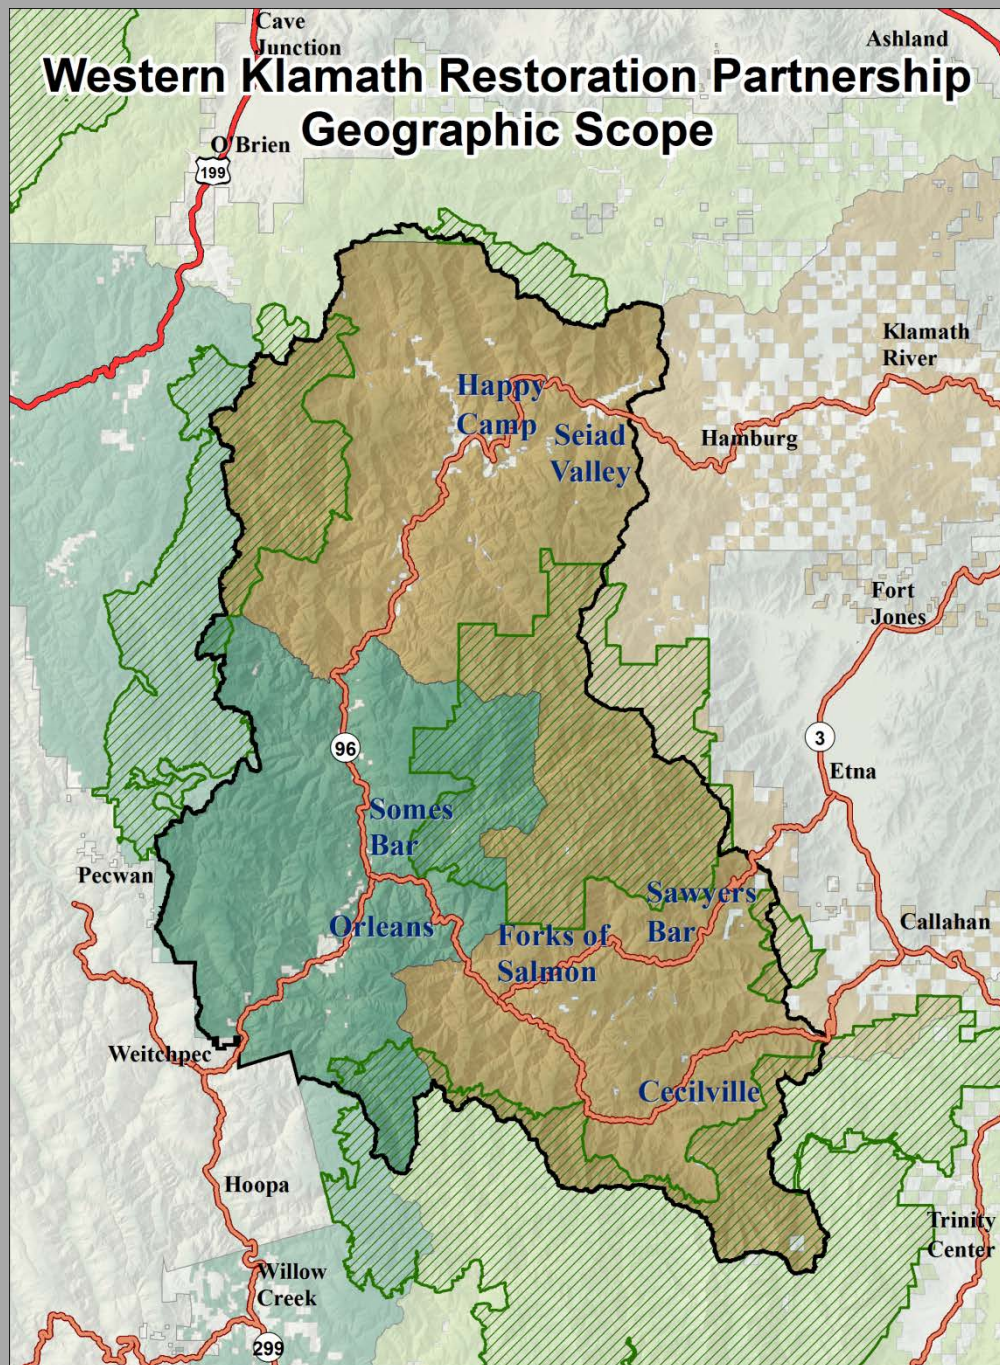 Cave
Junction
Ashland
Western Klamath Restoration Partnership
Geographic Scope
O'Brien
199
Klamath
River
Happy
Camp
Seiad
Valley
Hamburg
Fort
Jones
96
3
Etna
Somes
Bar
Pecwan
Sawyers
Bar
Orleans
Forks of
Salmon
Callahan
Weitchpec
Cecilville
Hoopa
Trinity
Center
Willow
Creek
299